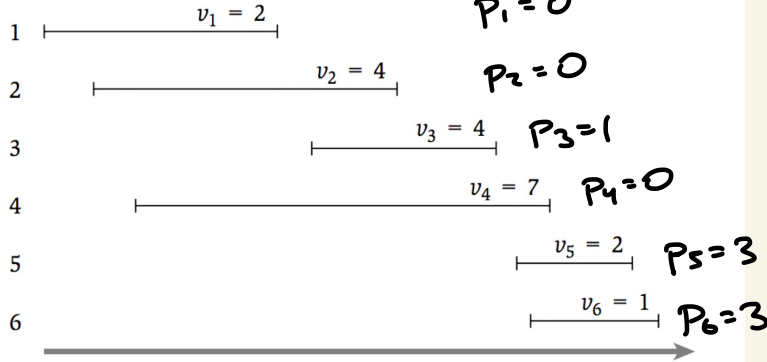 1 v₁ = 2 P₁=0
2 v₂ = 4 P₂=0
3 v₃ = 4 P₃=1
4 v₄ = 7 P₄=0
5 v₅ = 2 P₅=3
6 v₆ = 1 P₆=3